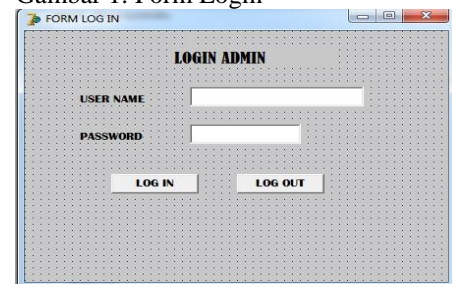 Gambar 1. Form Login
FORM LOG IN
LOGIN ADMIN
USER NAME
PASSWORD
LOG IN
LOG OUT